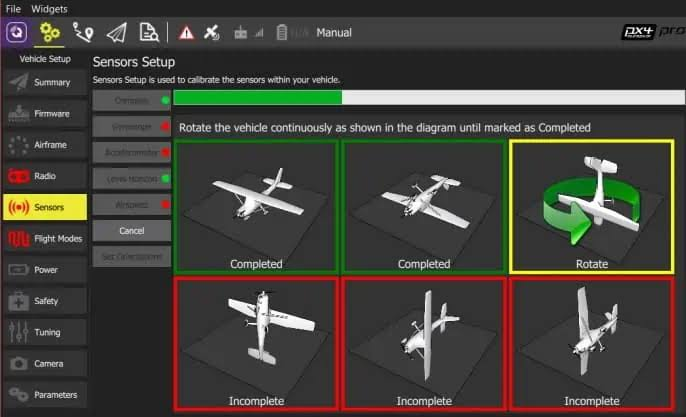 File Widgets
N/A Manual
px4 pro
Vehicle Setup
Sensors Setup
Sensors Setup is used to calibrate the sensors within your vehicle.
Summary
Firmware
Airframe
Radio
Sensors
Flight Modes
Power
Safety
Tuning
Camera
Parameters
Compass
Gyroscope
Accelerometer
Level Horizon
Airspeed
Cancel
Set Orientations
Rotate the vehicle continuously as shown in the diagram until marked as Completed
Completed
Completed
Rotate
Incomplete
Incomplete
Incomplete